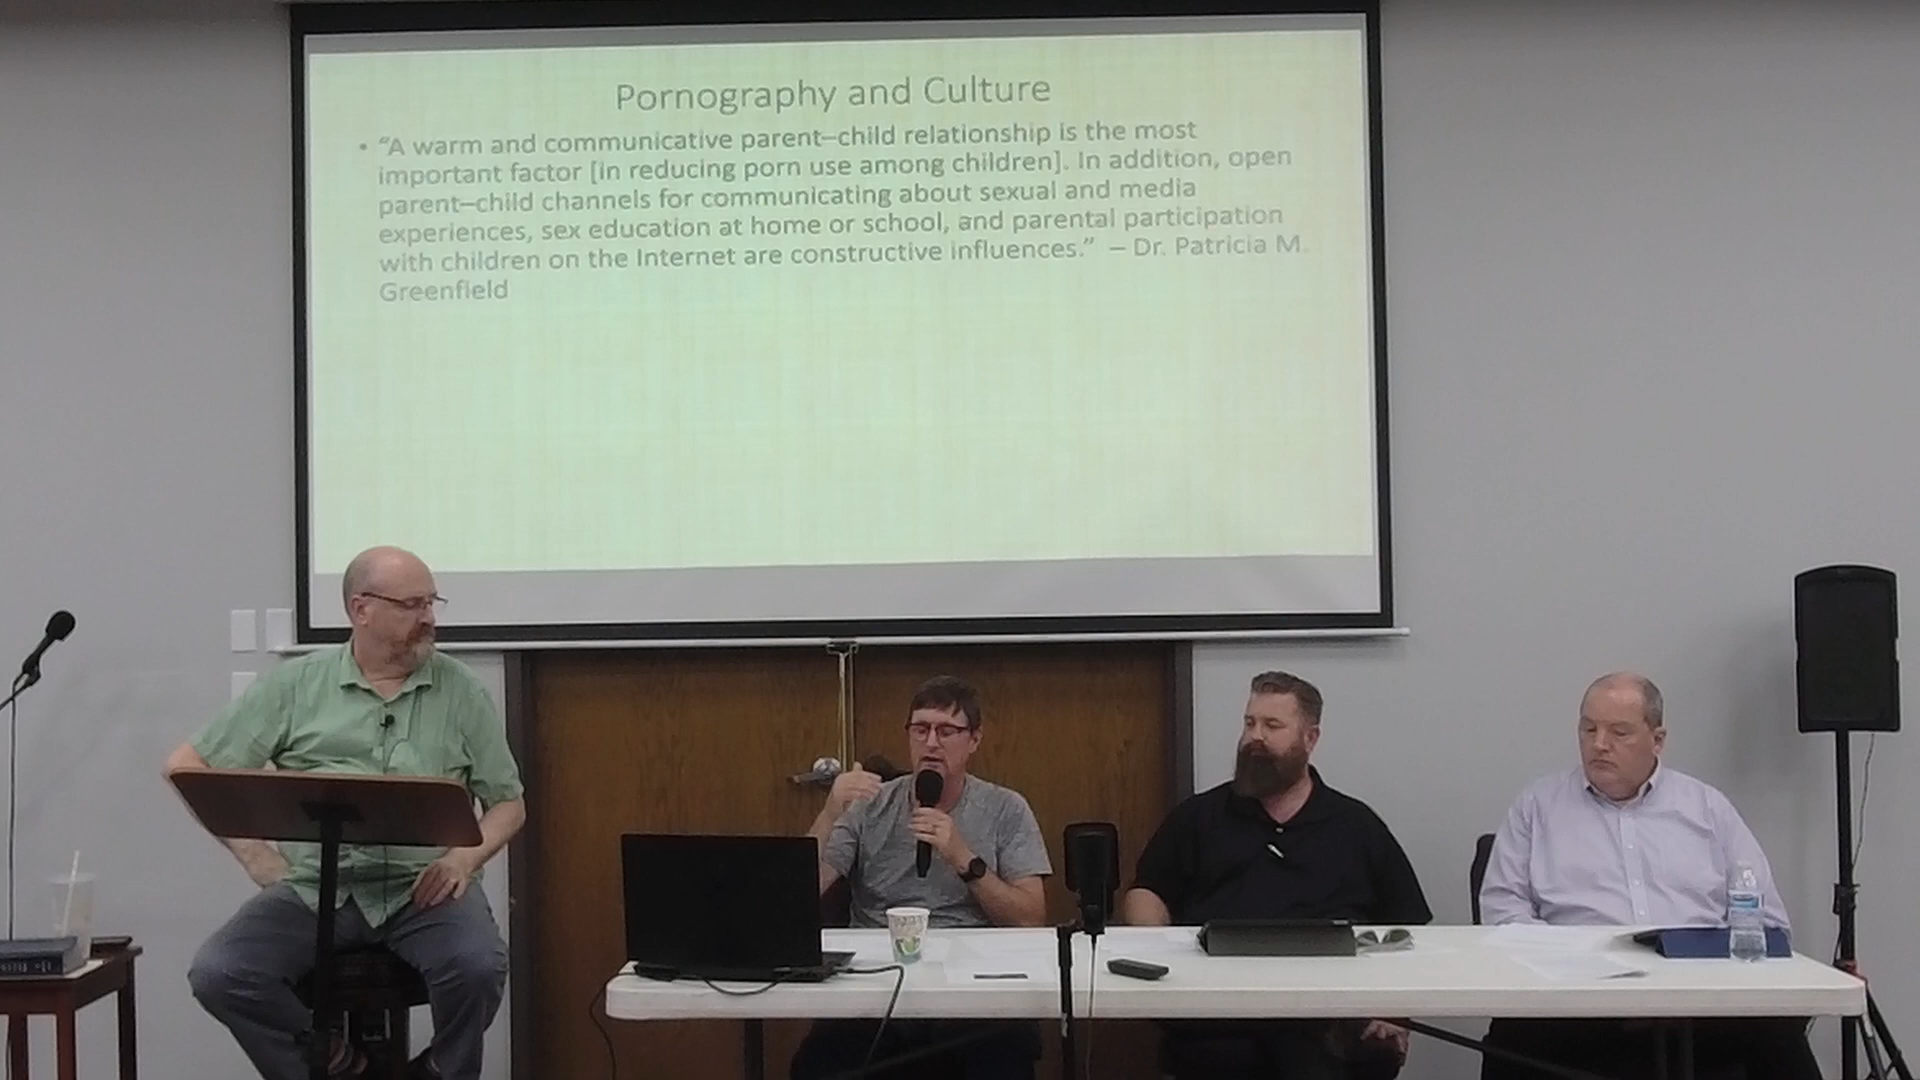 Pornography and Culture
• “A warm and communicative parent–child relationship is the most
important factor [in reducing porn use among children]. In addition, open
parent–child channels for communicating about sexual and media
experiences, sex education at home or school, and parental participation
with children on the Internet are constructive influences.” – Dr. Patricia M.
Greenfield